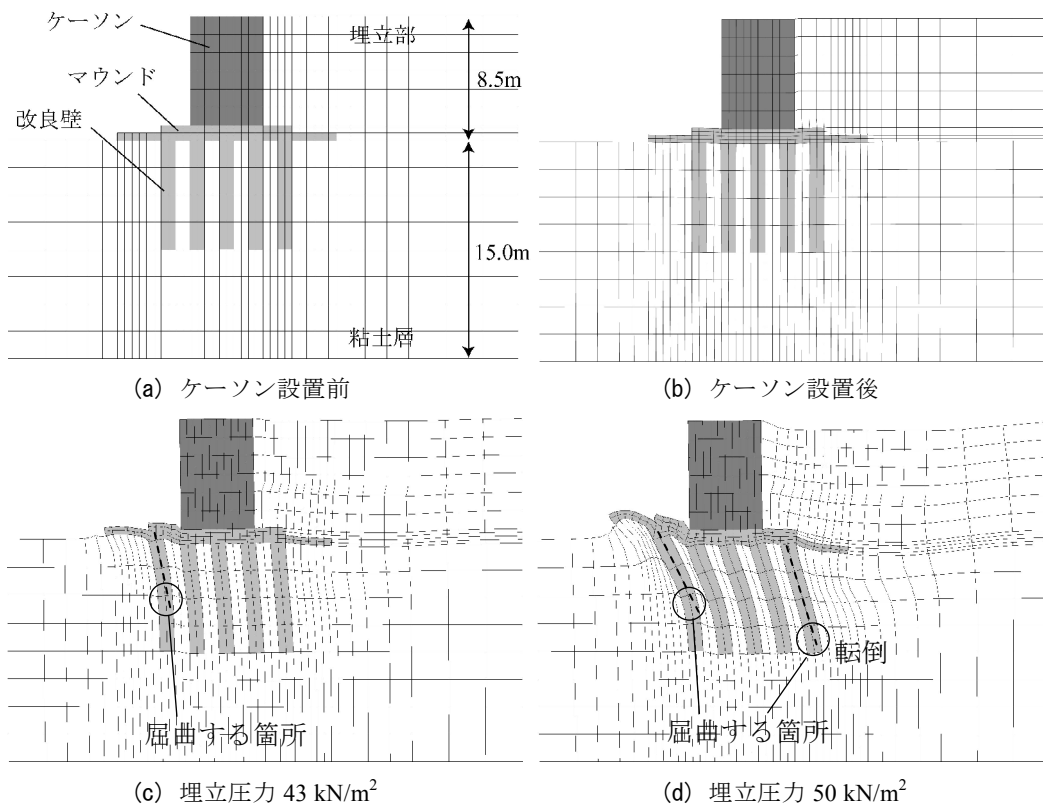 ケーソン
埋立部
マウンド
8.5m
改良壁
15.0m
粘土層
(a) ケーソン設置前
(b) ケーソン設置後
屈曲する箇所
転倒
屈曲する箇所
(c) 埋立圧力 43 kN/m²
(d) 埋立圧力 50 kN/m²